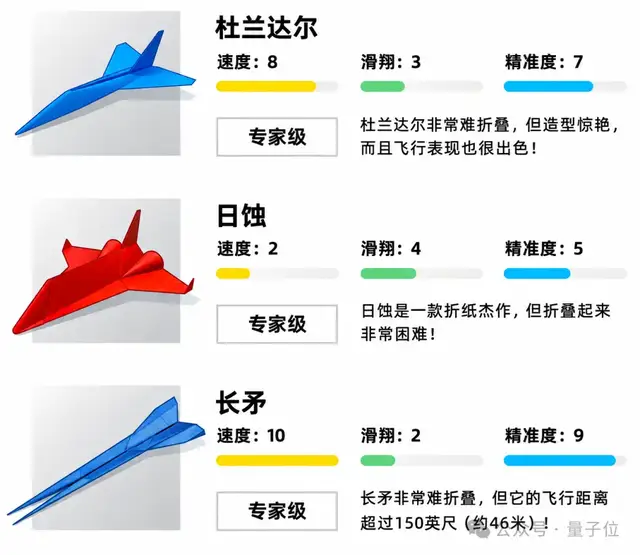 杜兰达尔
速度：8 滑翔：3 精准度：7
专家级
杜兰达尔非常难折叠，但造型惊艳，
而且飞行表现也很出色！
日蚀
速度：2 滑翔：4 精准度：5
专家级
日蚀是一款折纸杰作，但折叠起来
非常困难！
长矛
速度：10 滑翔：2 精准度：9
专家级
长矛非常难折叠，但它的飞行距离
超过150英尺（约46米）！
公众号 · 量子位